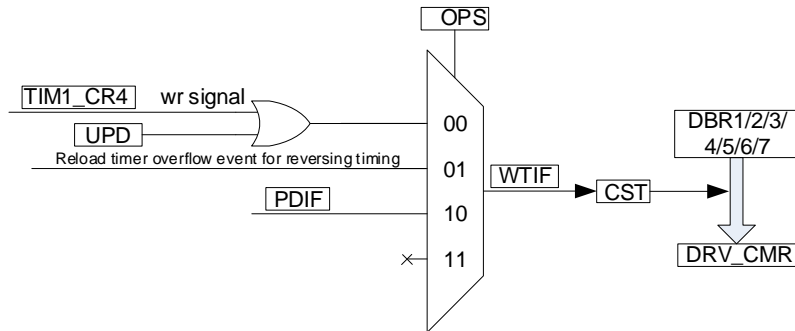 OPS
TIM1_CR4 wr signal
UPD
00
DBR1/2/3/
4/5/6/7
Reload timer overflow event for reversing timing
01
WTIF
CST
PDIF
10
11
DRV_CMR